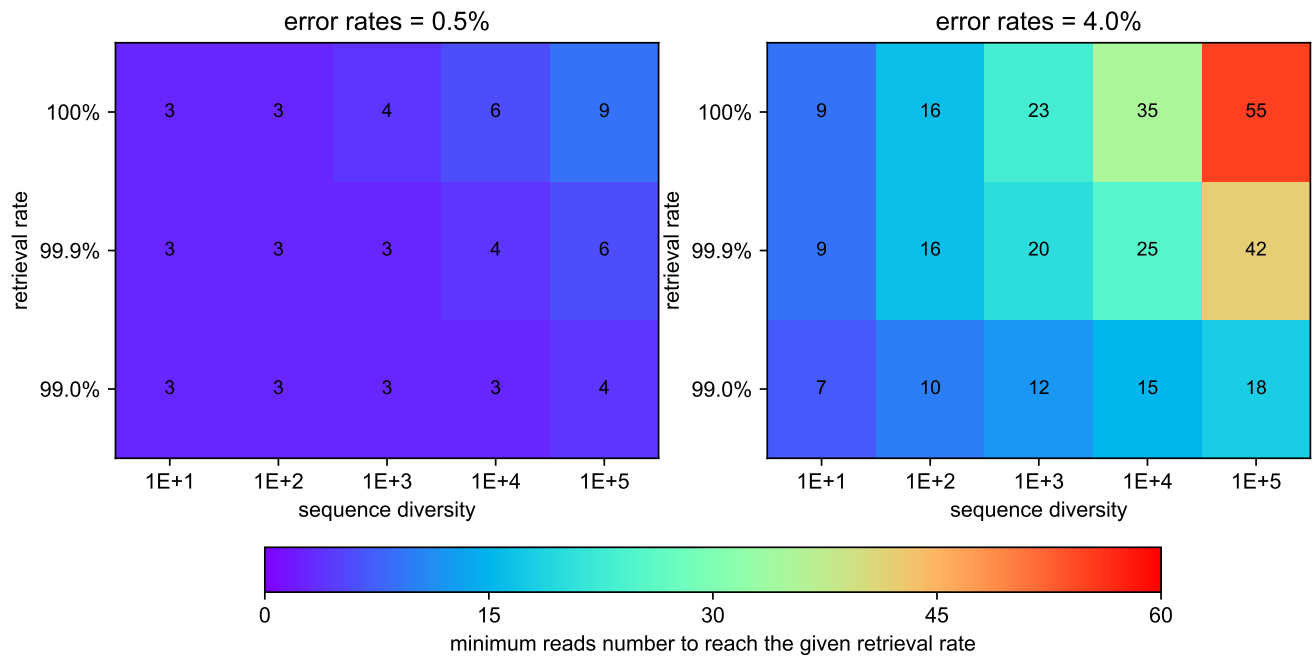 error rates = 0.5%
retrieval rate
100% 3 3 4 6 9
99.9% 3 3 3 4 6
99.0% 3 3 3 3 4
1E+1 1E+2 1E+3 1E+4 1E+5
sequence diversity
error rates = 4.0%
retrieval rate
100% 9 16 23 35 55
99.9% 9 16 20 25 42
99.0% 7 10 12 15 18
1E+1 1E+2 1E+3 1E+4 1E+5
sequence diversity
0 15 30 45 60
minimum reads number to reach the given retrieval rate